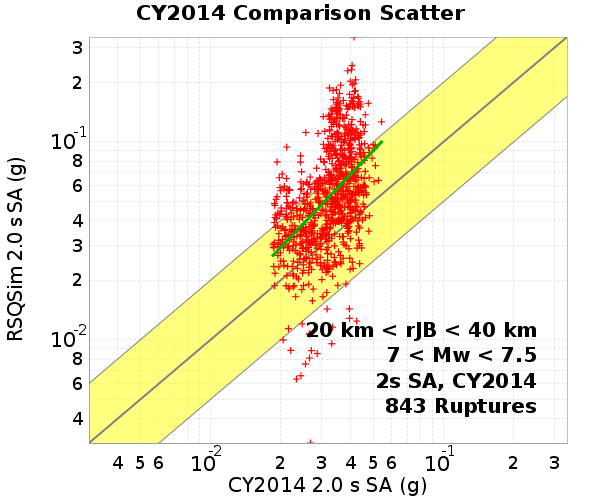 CY2014 Comparison Scatter
RSQSim 2.0 s SA (g)
3
2
10-1
8
6
4
3
2
10-2
8
6
4
20 km < rJB < 40 km
7 < Mw < 7.5
2s SA, CY2014
843 Ruptures
4 5 6 10-2 2 3 4 5 6 10-1 2 3
CY2014 2.0 s SA (g)